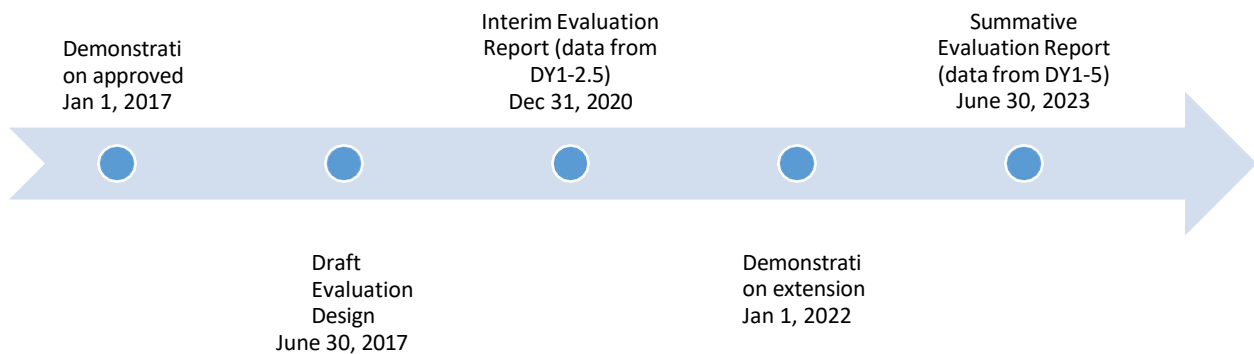 Demonstrati
on approved
Jan 1, 2017
Draft
Evaluation
Design
June 30, 2017
Interim Evaluation
Report (data from
DY1-2.5)
Dec 31, 2020
Demonstrati
on extension
Jan 1, 2022
Summative
Evaluation Report
(data from DY1-5)
June 30, 2023